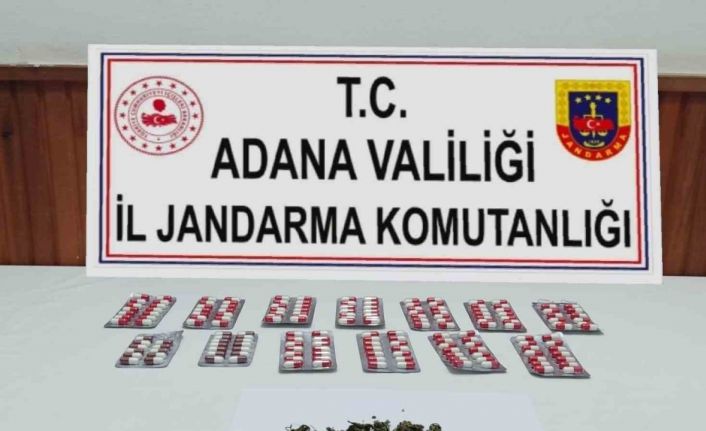 T.C.
ADANA VALİLİĞİ
İL JANDARMA KOMUTANLIĞI
JANDARMA